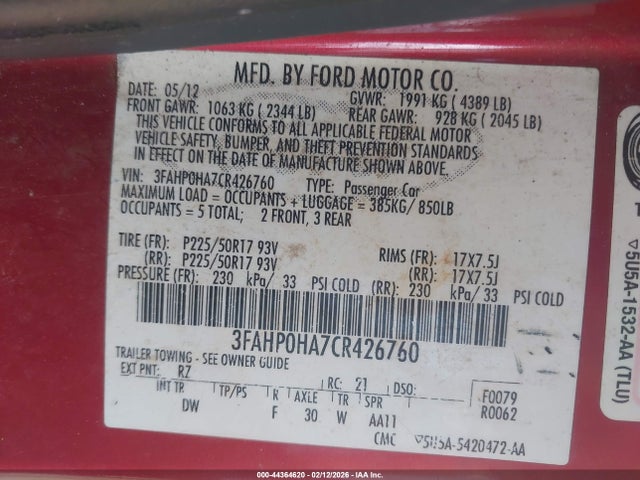 MFD. BY FORD MOTOR CO.
DATE: 05/12 GVWR: 1991 KG ( 4389 LB)
FRONT GAWR: 1063 KG ( 2344 LB) REAR GAWR: 928 KG ( 2045 LB)
THIS VEHICLE CONFORMS TO ALL APPLICABLE FEDERAL MOTOR
VEHICLE SAFETY, BUMPER, AND THEFT PREVENTION STANDARDS
IN EFFECT ON THE DATE OF MANUFACTURE SHOWN ABOVE.
VIN: 3FAHP0HA7CR426760 TYPE: Passenger Car
MAXIMUM LOAD = OCCUPANTS + LUGGAGE = 385KG/ 850LB
OCCUPANTS = 5 TOTAL; 2 FRONT, 3 REAR
TIRE (FR): P225/50R17 93V RIMS (FR): 17X7.5J
(RR): P225/50R17 93V (RR): 17X7.5J
PRESSURE (FR): 230 kPa/ 33 PSI COLD (RR): 230 kPa/33 PSI COLD
3FAHP0HA7CR426760
TRAILER TOWING - SEE OWNER GUIDE
EXT PNT: RZ RC: 21 DSO: F0079
INT TR TP/PS R AXLE TR SPR R0062
DW F 30 W AA11
CMC ▽5U5A-5420472-AA
▽5U5A-1532-AA (TLU)
000-44364620 - 02/12/2026 - IAA Inc.